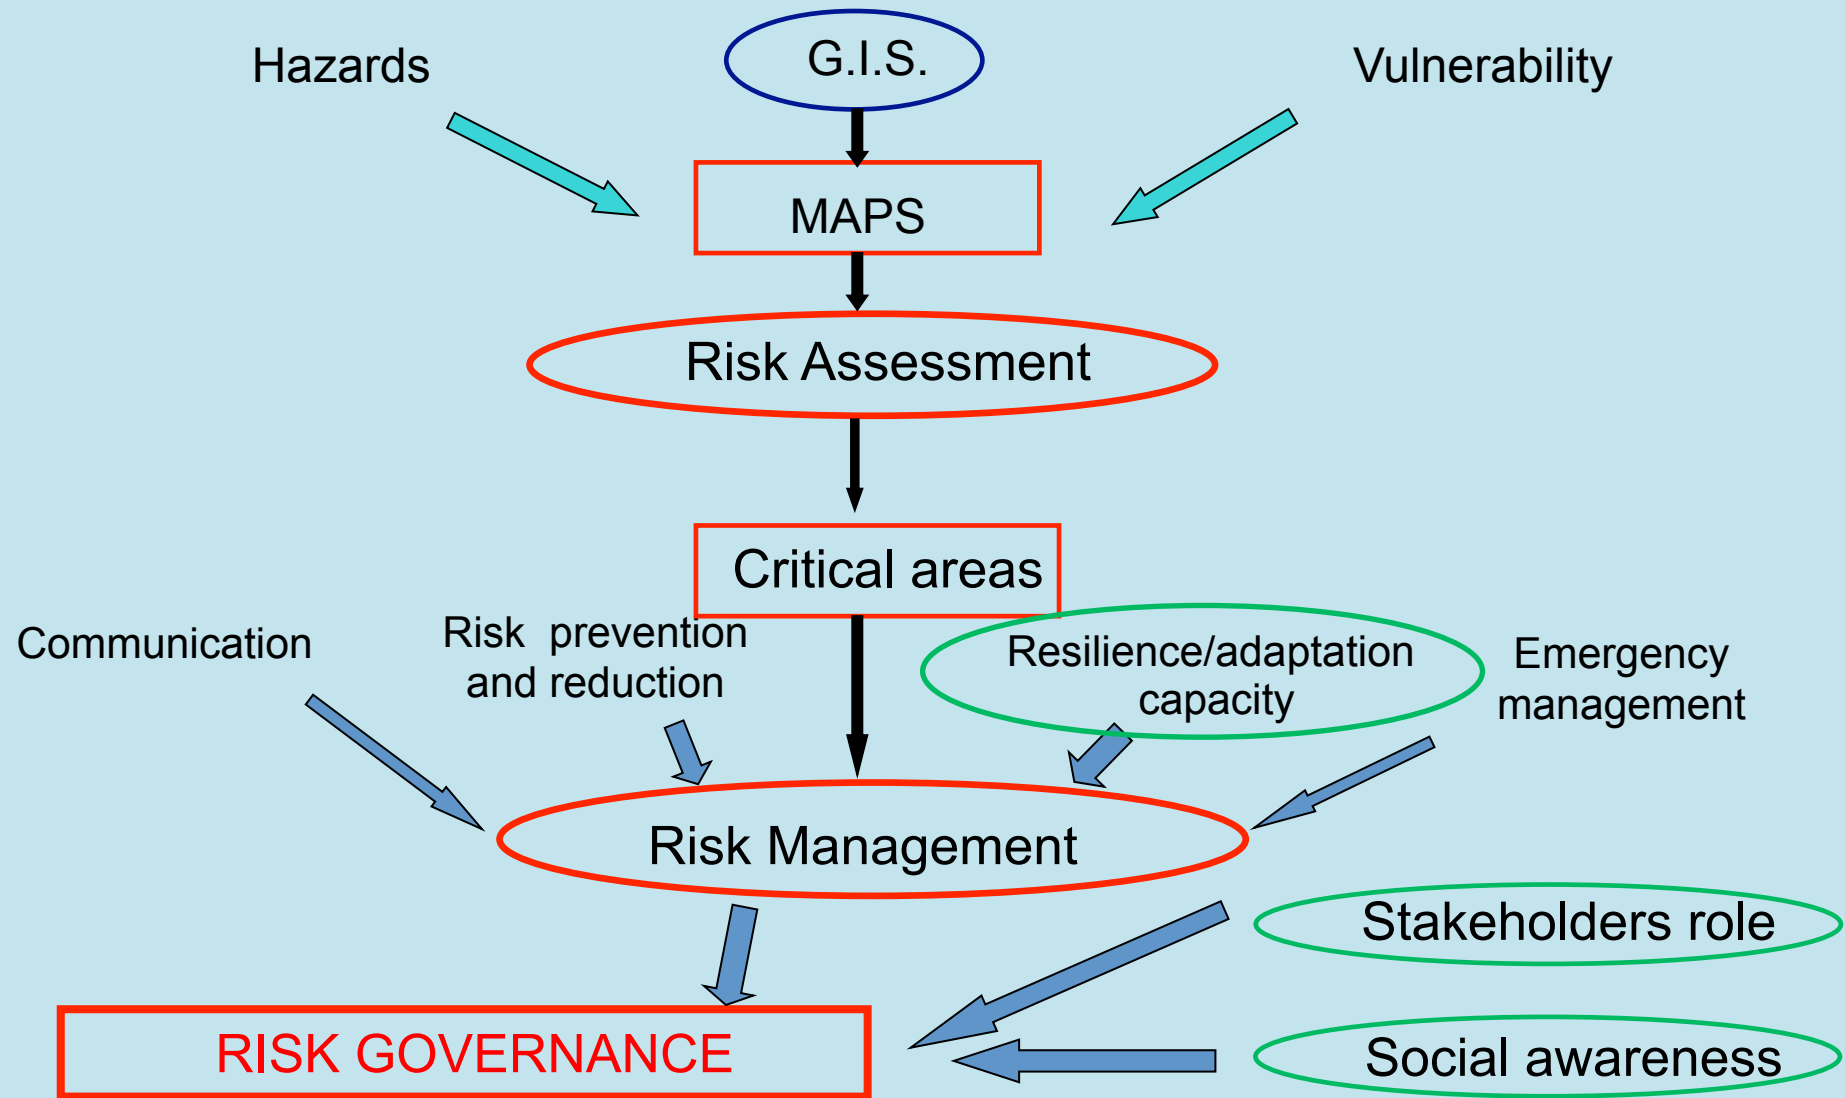 Hazards
G.I.S.
Vulnerability
MAPS
Risk Assessment
Critical areas
Communication
Risk prevention
and reduction
Resilience/adaptation
capacity
Emergency
management
Risk Management
Stakeholders role
RISK GOVERNANCE
Social awareness